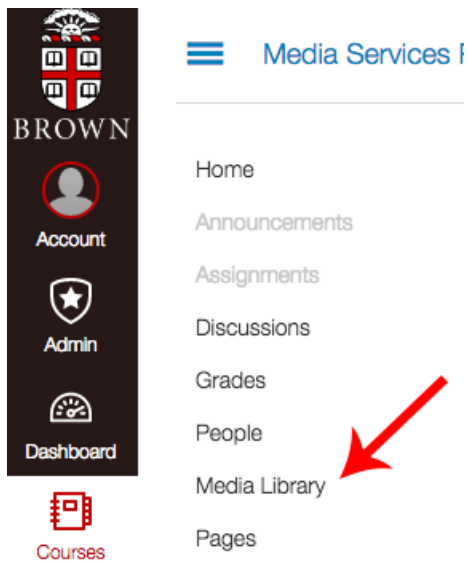 BROWN
Account
Admin
Dashboard
Courses
Media Services
Home
Announcements
Assignments
Discussions
Grades
People
Media Library
Pages